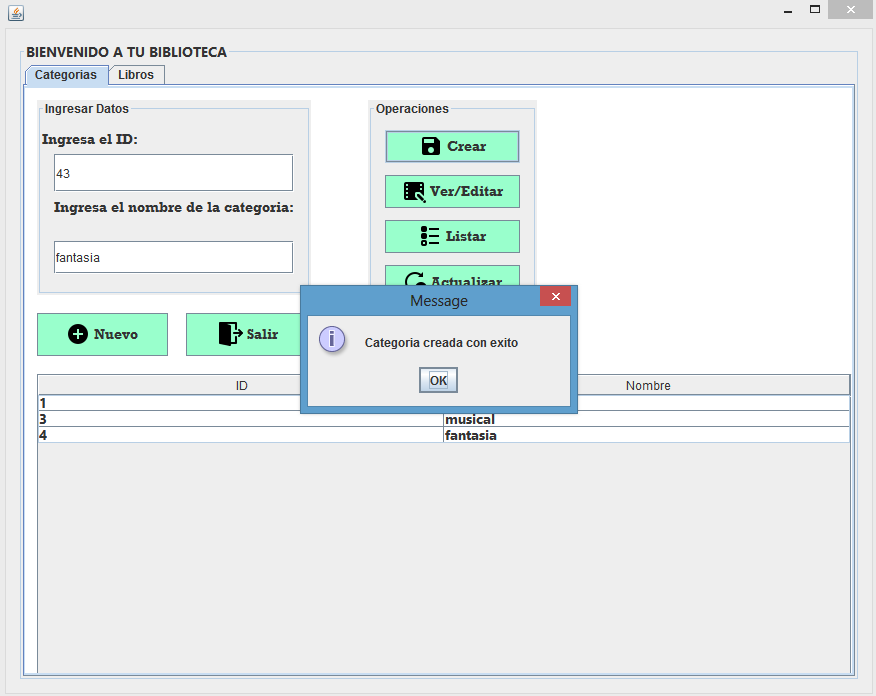 BIENVENIDO A TU BIBLIOTECA
Categorias Libros
Ingresar Datos
Ingresa el ID:
43
Ingresa el nombre de la categoria:
fantasia
Operaciones
Crear
Ver/Editar
Listar
Actualizar
Nuevo
Salir
Message
Categoria creada con exito
OK
ID Nombre
1
3 musical
4 fantasia